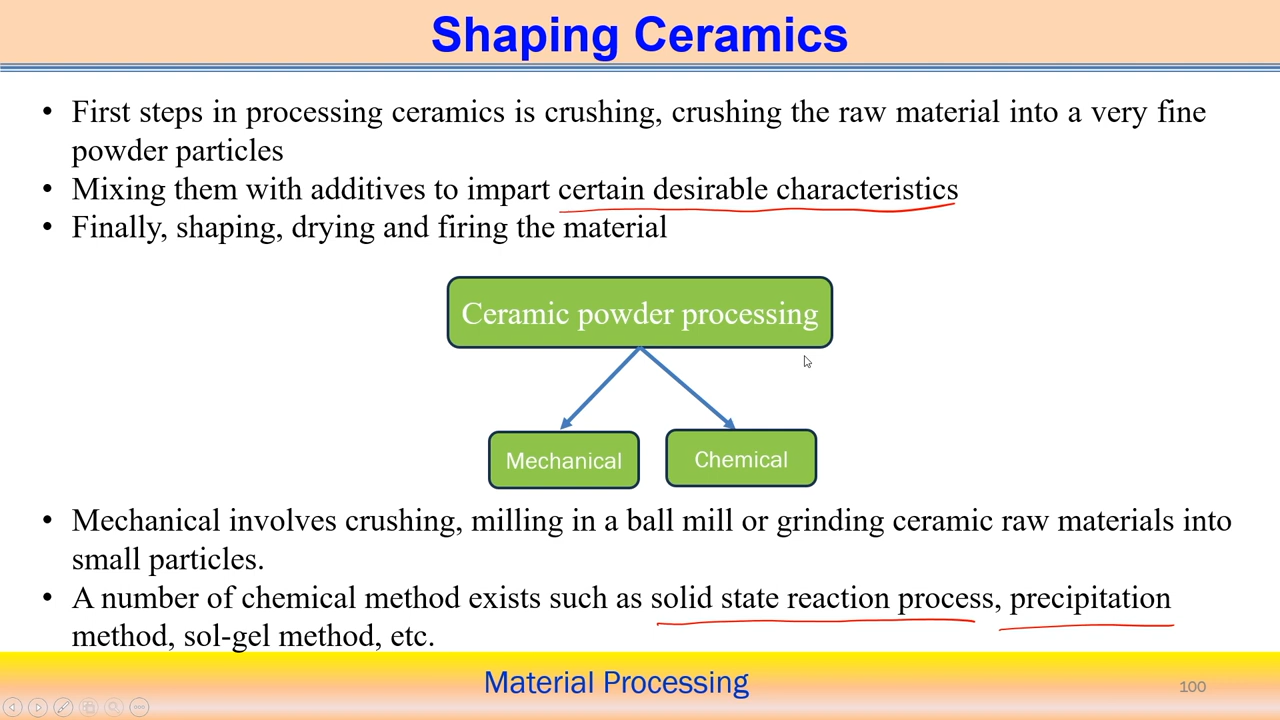 Shaping Ceramics
• First steps in processing ceramics is crushing, crushing the raw material into a very fine
powder particles
• Mixing them with additives to impart certain desirable characteristics
• Finally, shaping, drying and firing the material
Ceramic powder processing
Mechanical
Chemical
• Mechanical involves crushing, milling in a ball mill or grinding ceramic raw materials into
small particles.
• A number of chemical method exists such as solid state reaction process, precipitation
method, sol-gel method, etc.
Material Processing
100